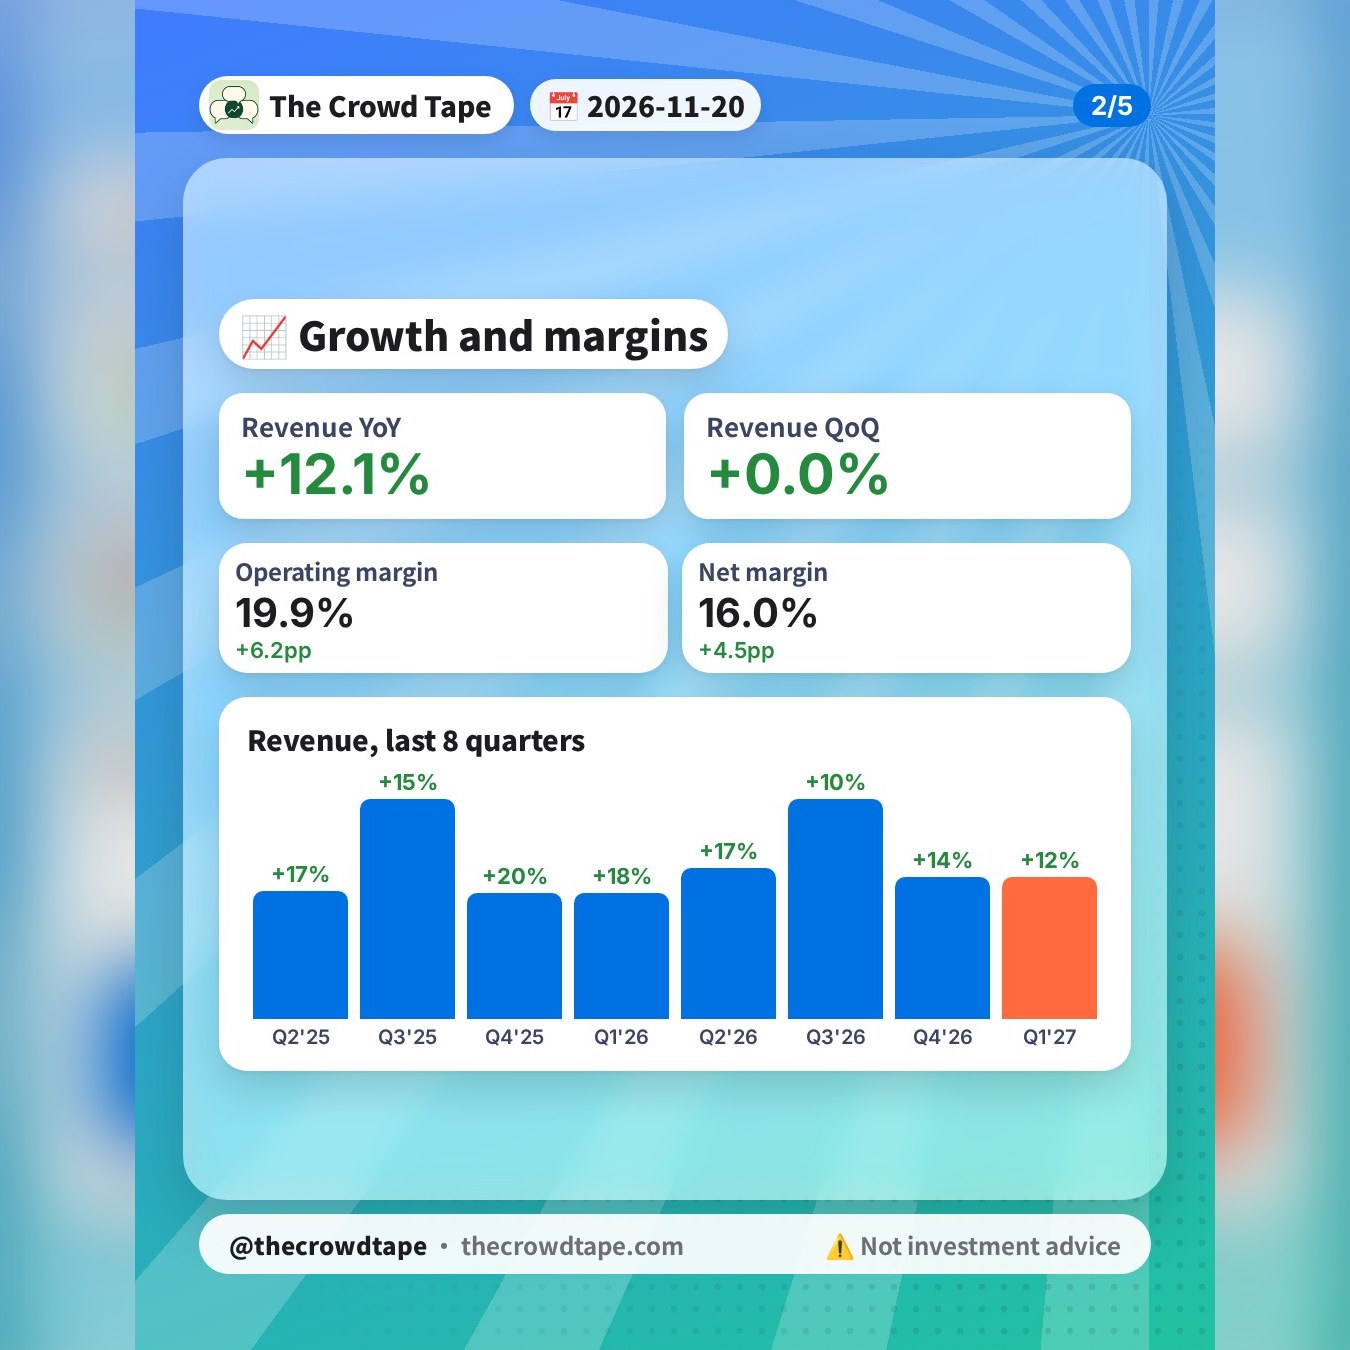 The Crowd Tape
2026-11-20
2/5
Growth and margins
Revenue YoY
+12.1%
Revenue QoQ
+0.0%
Operating margin
19.9%
+6.2pp
Net margin
16.0%
+4.5pp
Revenue, last 8 quarters
+17%
+15%
+20%
+18%
+17%
+10%
+14%
+12%
Q2'25
Q3'25
Q4'25
Q1'26
Q2'26
Q3'26
Q4'26
Q1'27
@thecrowdtape • thecrowdtape.com
Not investment advice